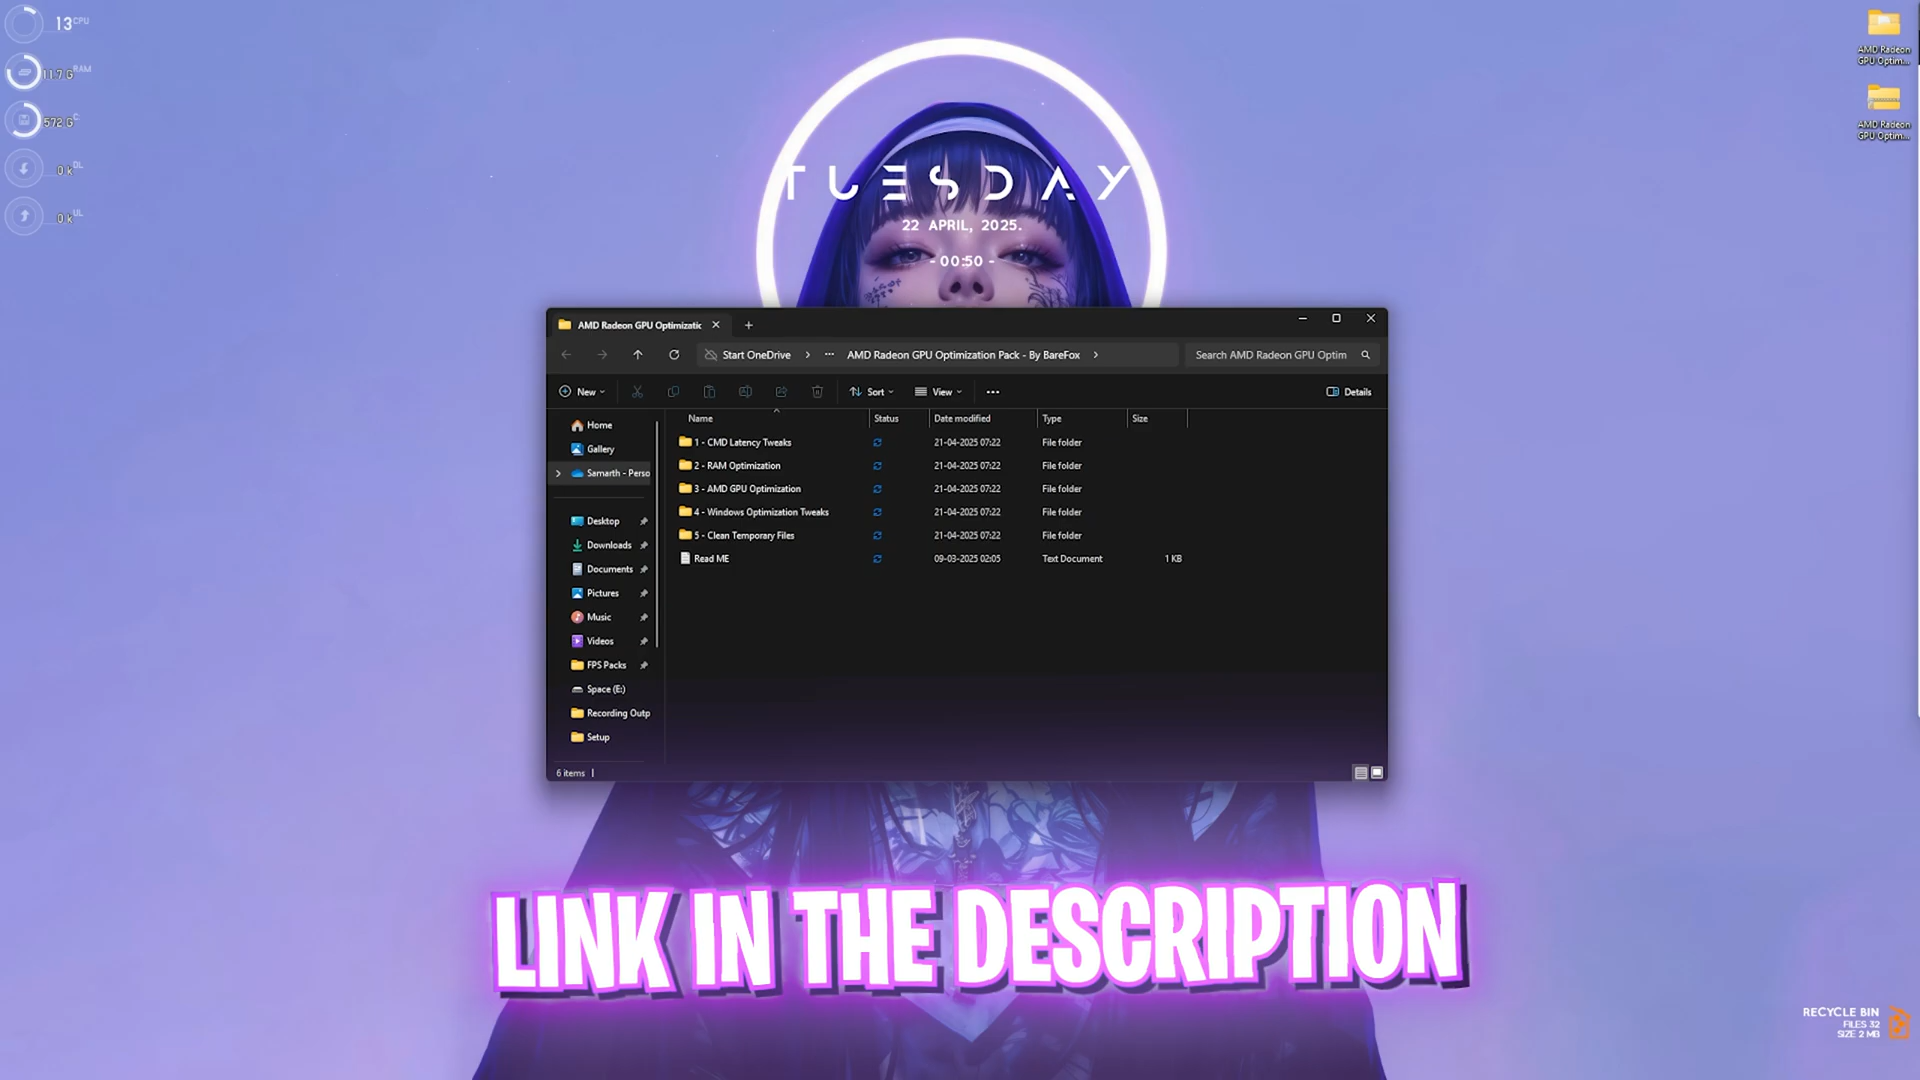 13 CPU
11.7 G RAM
572 G C:
0 k DL
0 k UL
AMD Radeon
GPU Optim...
AMD Radeon
GPU Optim...
TUESDAY
22 APRIL, 2025.
- 00:50 -
AMD Radeon GPU Optimizatic
Start OneDrive › ··· AMD Radeon GPU Optimization Pack - By BareFox ›
Search AMD Radeon GPU Optim
New
Sort
View
Details
Name Status Date modified Type Size
Home
Gallery
Samarth - Perso
Desktop
Downloads
Documents
Pictures
Music
Videos
FPS Packs
Space (E:)
Recording Outp
Setup
1 - CMD Latency Tweaks 21-04-2025 07:22 File folder
2 - RAM Optimization 21-04-2025 07:22 File folder
3 - AMD GPU Optimization 21-04-2025 07:22 File folder
4 - Windows Optimization Tweaks 21-04-2025 07:22 File folder
5 - Clean Temporary Files 21-04-2025 07:22 File folder
Read ME 09-03-2025 02:05 Text Document 1 KB
6 items
LINK IN THE DESCRIPTION
RECYCLE BIN
FILES 32
SIZE 2 MB